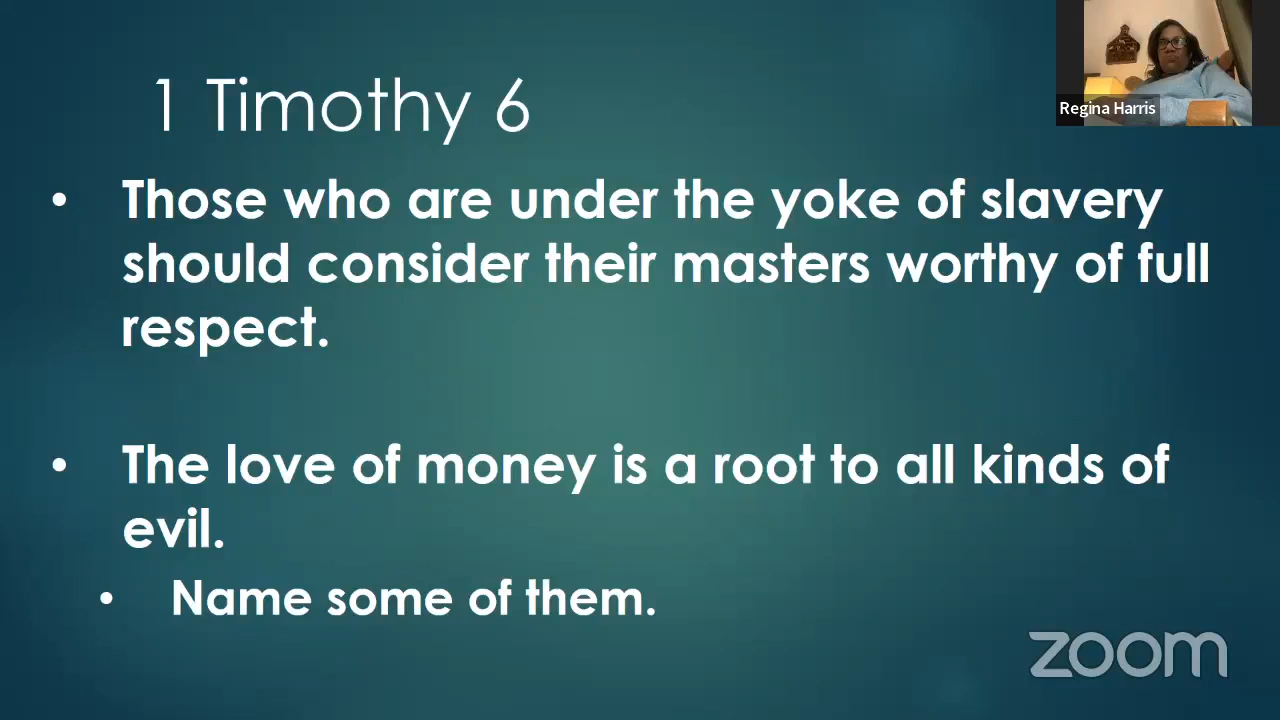 1 Timothy 6
Regina Harris
• Those who are under the yoke of slavery
should consider their masters worthy of full
respect.
• The love of money is a root to all kinds of
evil.
• Name some of them.
zoom